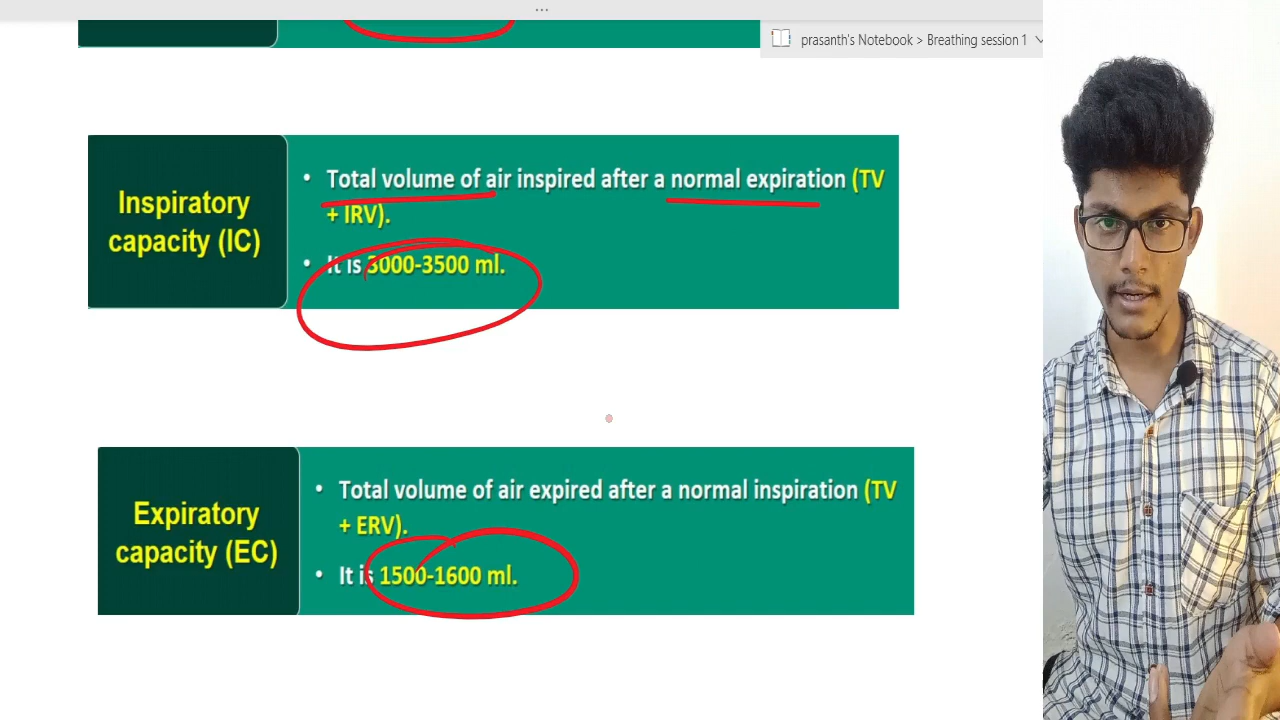 ...
prasanth's Notebook > Breathing session 1
Inspiratory
capacity (IC)
• Total volume of air inspired after a normal expiration (TV
+ IRV).
• It is 3000-3500 ml.
Expiratory
capacity (EC)
• Total volume of air expired after a normal inspiration (TV
+ ERV).
• It is 1500-1600 ml.